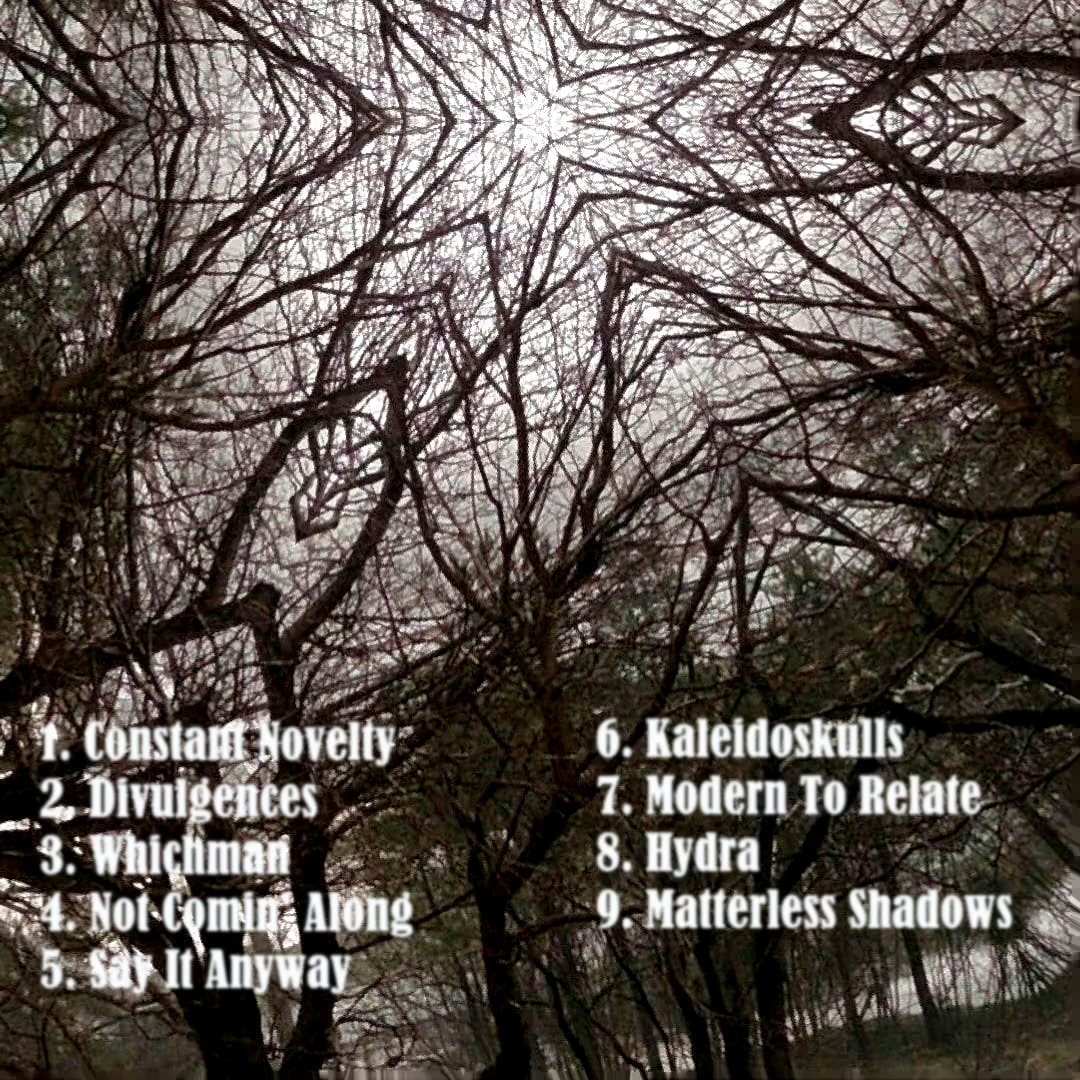 1. Constant Novelty
2. Divulgences
3. Whichman
4. Not Comin' Along
5. Say It Anyway
6. Kaleidoskulls
7. Modern To Relate
8. Hydra
9. Matterless Shadows